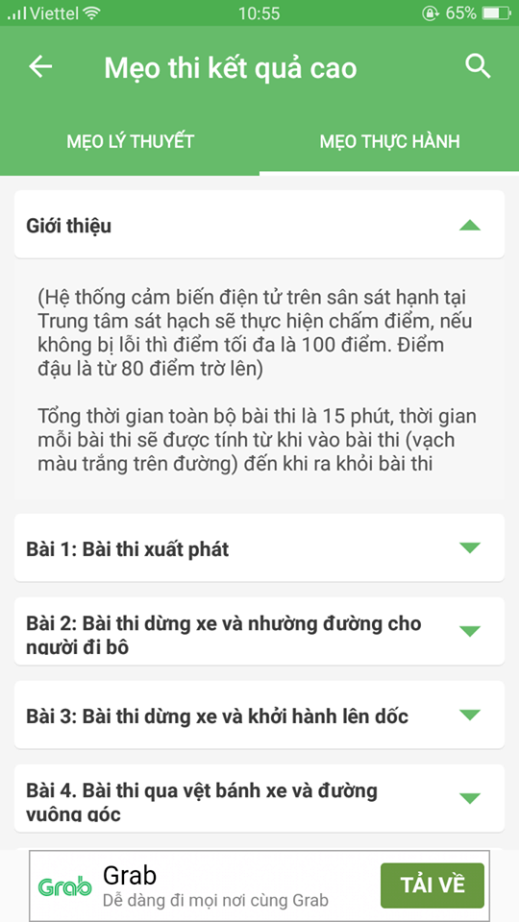 Viettel 10:55 65%
Mẹo thi kết quả cao
MẸO LÝ THUYẾT MẸO THỰC HÀNH
Giới thiệu
(Hệ thống cảm biến điện tử trên sân sát hạnh tại
Trung tâm sát hạch sẽ thực hiện chấm điểm, nếu
không bị lỗi thì điểm tối đa là 100 điểm. Điểm
đậu là từ 80 điểm trờ lên)
Tổng thời gian toàn bộ bài thi là 15 phút, thời gian
mỗi bài thi sẽ được tính từ khi vào bài thi (vạch
màu trắng trên đường) đến khi ra khỏi bài thi
Bài 1: Bài thi xuất phát
Bài 2: Bài thi dừng xe và nhường đường cho
người đi bộ
Bài 3: Bài thi dừng xe và khởi hành lên dốc
Bài 4. Bài thi qua vệt bánh xe và đường
vuông góc
Grab
Grab
Dễ dàng đi mọi nơi cùng Grab
TẢI VỀ